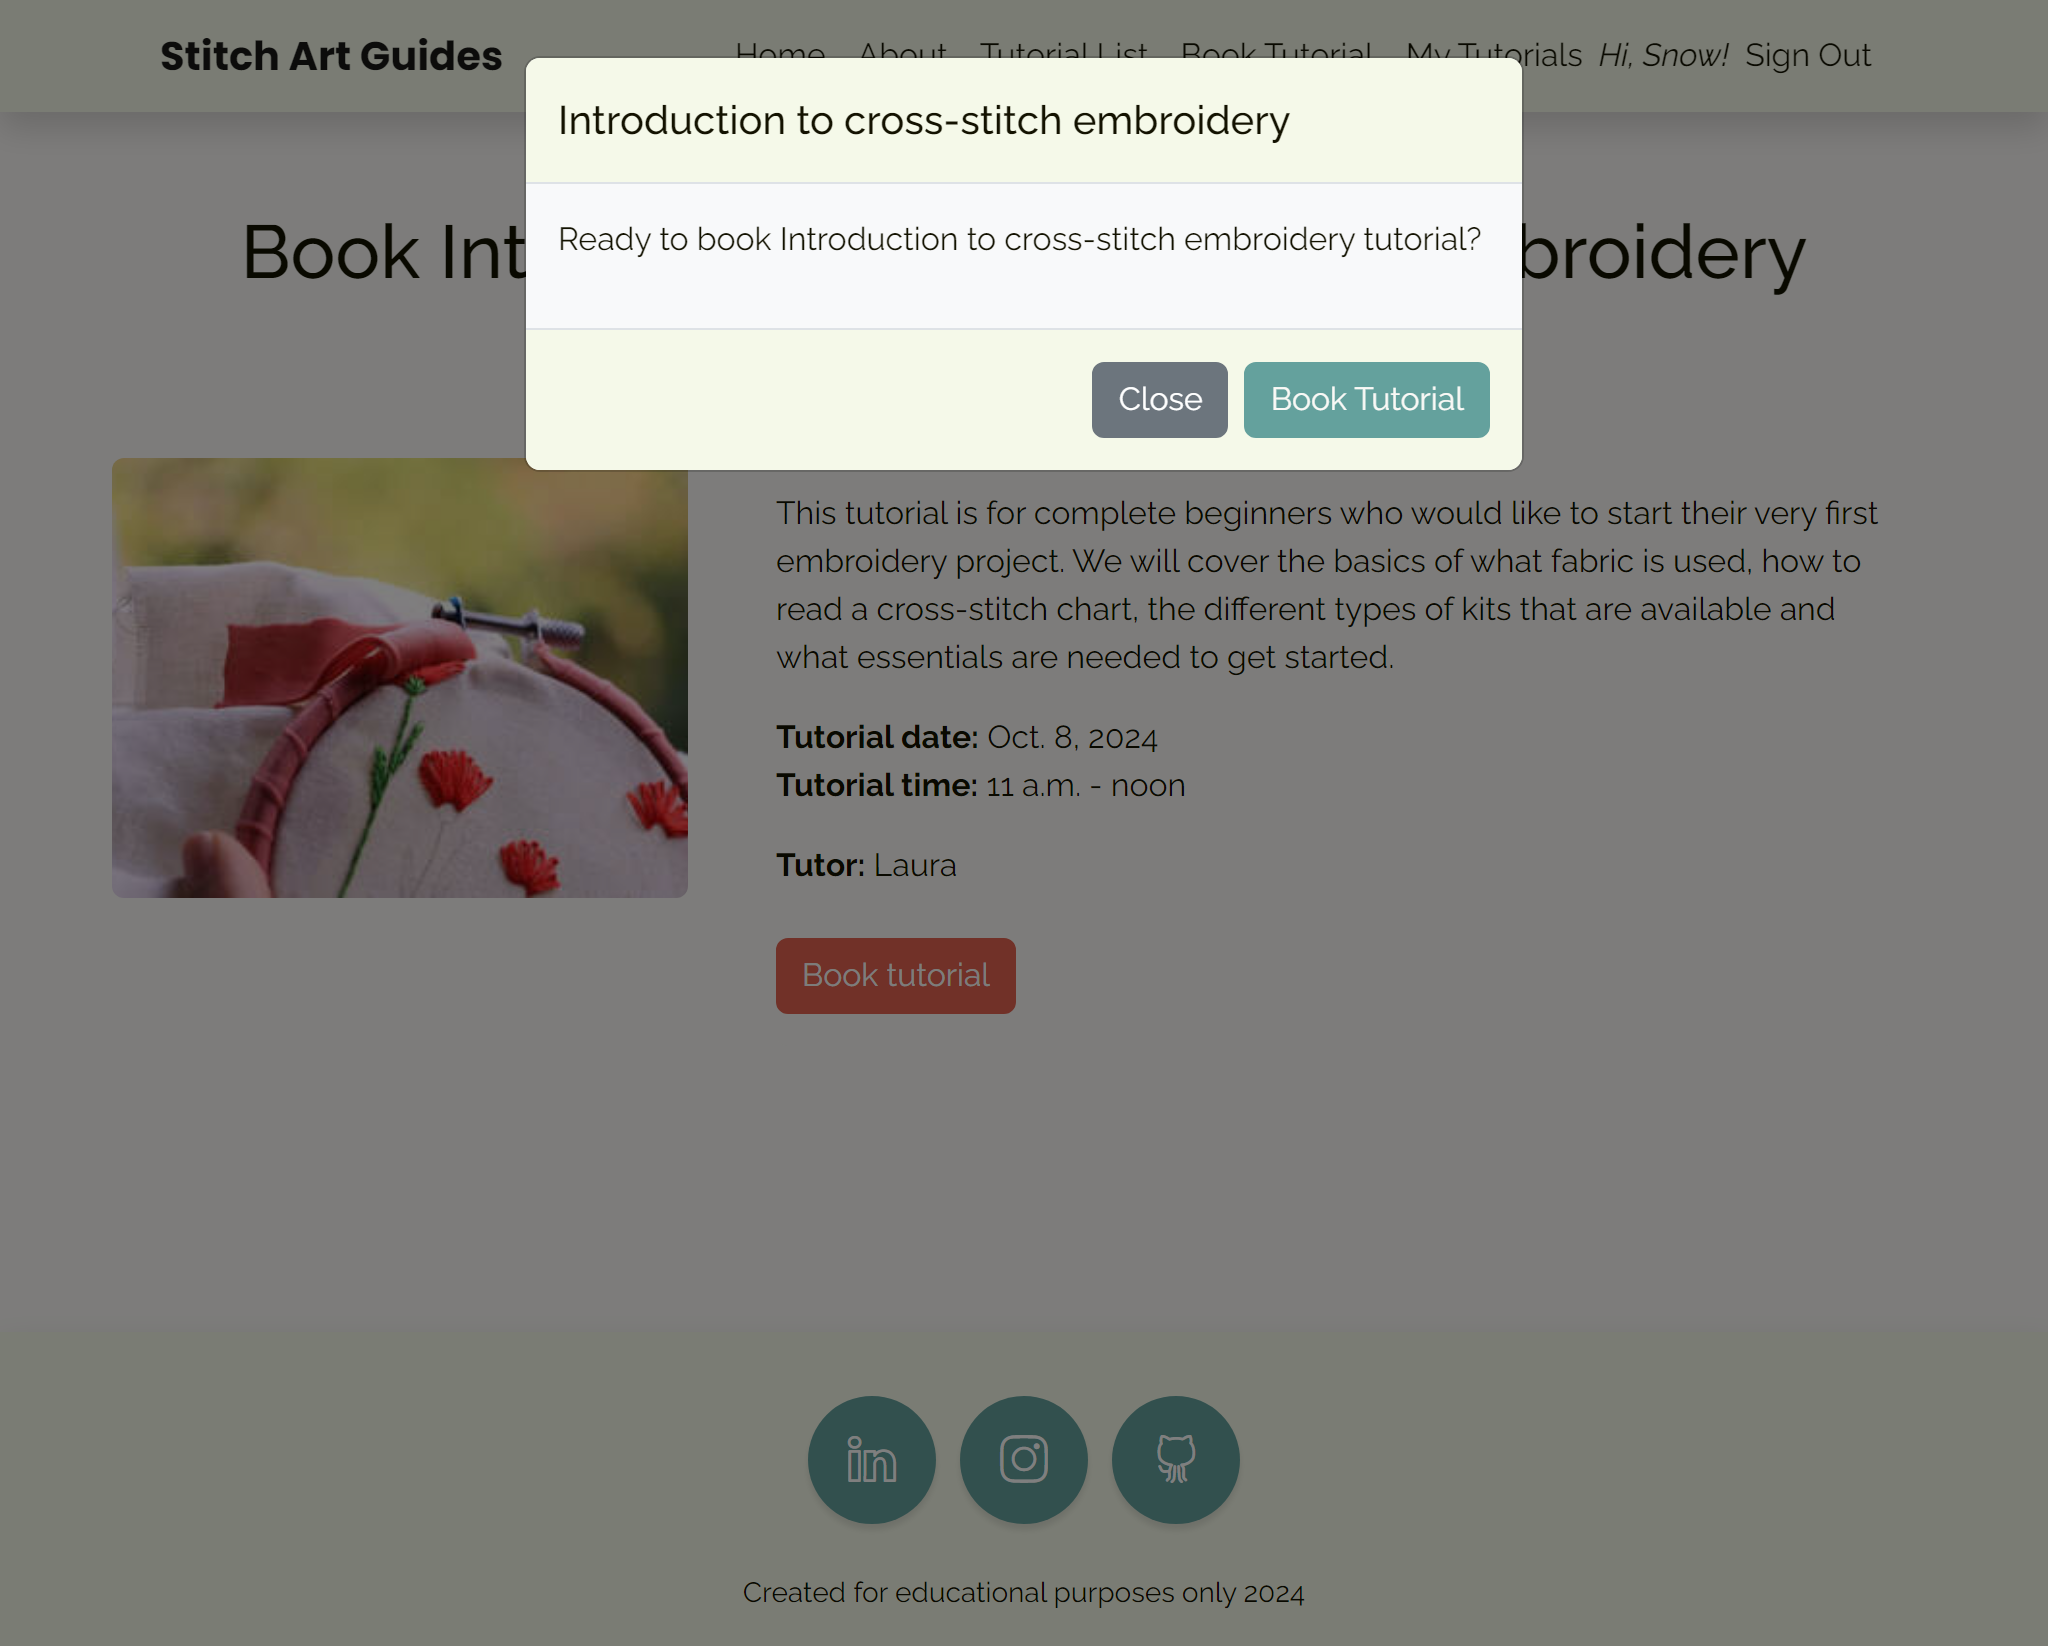 Stitch Art Guides
Home About Tutorial List Book Tutorial My Tutorials Hi, Snow! Sign Out
Introduction to cross-stitch embroidery
Ready to book Introduction to cross-stitch embroidery tutorial?
Close Book Tutorial
Book Int broidery
This tutorial is for complete beginners who would like to start their very first
embroidery project. We will cover the basics of what fabric is used, how to
read a cross-stitch chart, the different types of kits that are available and
what essentials are needed to get started.
Tutorial date: Oct. 8, 2024
Tutorial time: 11 a.m. - noon
Tutor: Laura
Book tutorial
in
Created for educational purposes only 2024